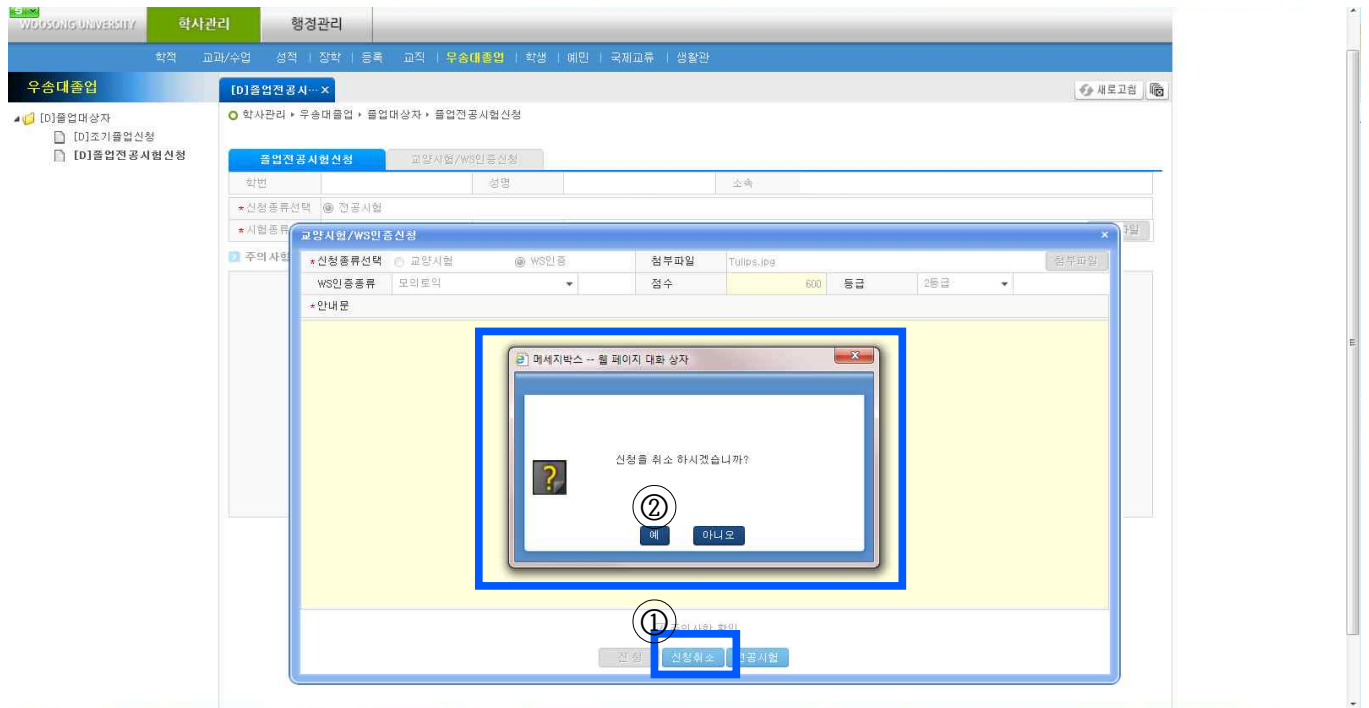 WOOSONG UNIVERSITY 학사관리 행정관리
학적 교과/수업 성적 | 장학 | 등록 교직 | 우송대졸업 | 학생 | 예민 | 국제교류 | 생활관
우송대졸업 [D]졸업전공시… × 새로고침
[D]졸업대상자
[D]조기졸업신청
[D]졸업전공시험신청
학사관리 ▸ 우송대졸업 ▸ 졸업대상자 ▸ 졸업전공시험신청
졸업전공시험신청 교양시험/WS인증신청
학번 성명 소속
*신청종류선택 전공시험
*시험종류 파일
주의사항
교양시험/WS인증신청 ×
*신청종류선택 교양시험 WS인증 첨부파일 Tulips.jpg 첨부파일
WS인증종류 모의토익 점수 600 등급 2등급
*안내문
메세지박스 -- 웹 페이지 대화 상자
신청을 취소 하시겠습니까?
②
예 아니오
① 주의사항 확인
신청 신청취소 전공시험